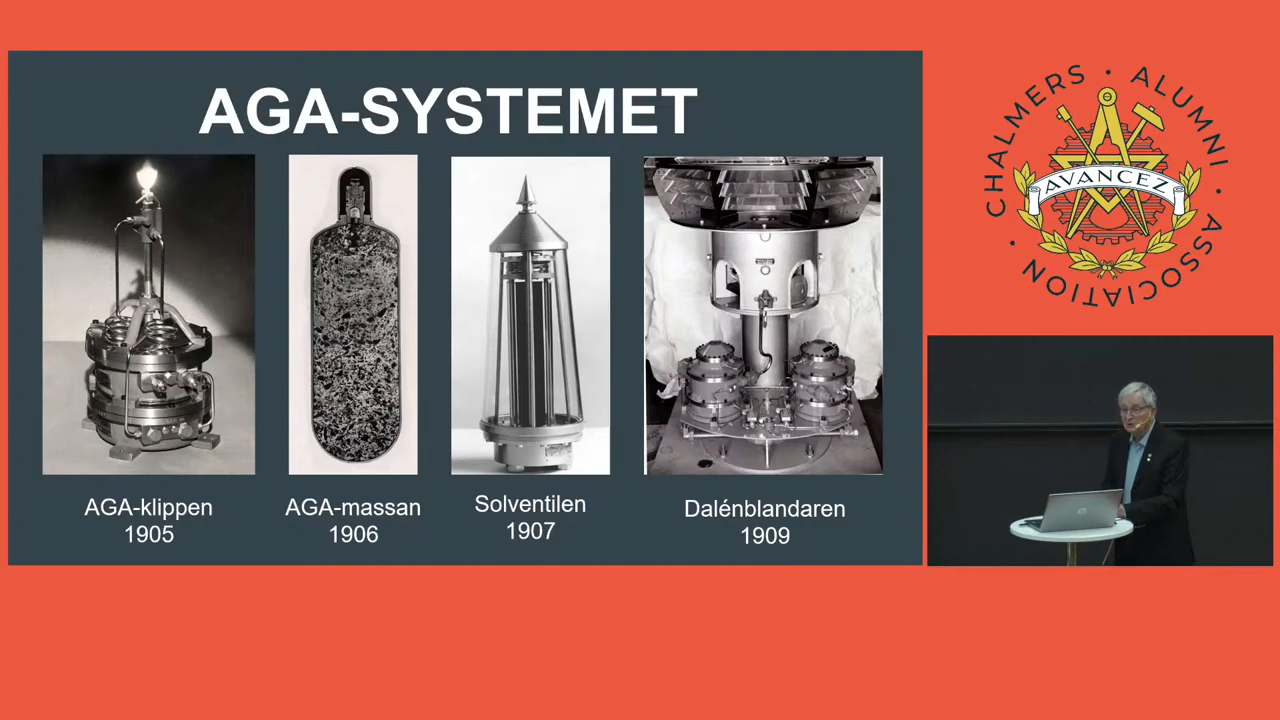 AGA-SYSTEMET
AGA-klippen
1905
AGA-massan
1906
Solventilen
1907
Dalénblandaren
1909
CHALMERS • ALUMNI • ASSOCIATION •
AVANCEZ